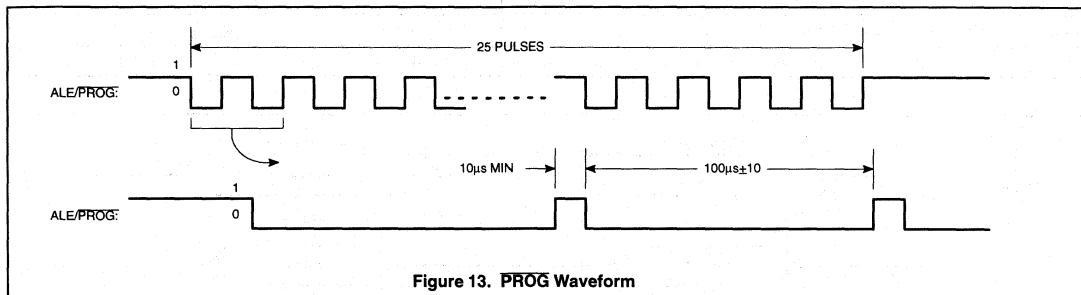 25 PULSES
1
ALE/PROG:
0
10µs MIN
100µs±10
1
ALE/PROG:
0
Figure 13. PROG Waveform